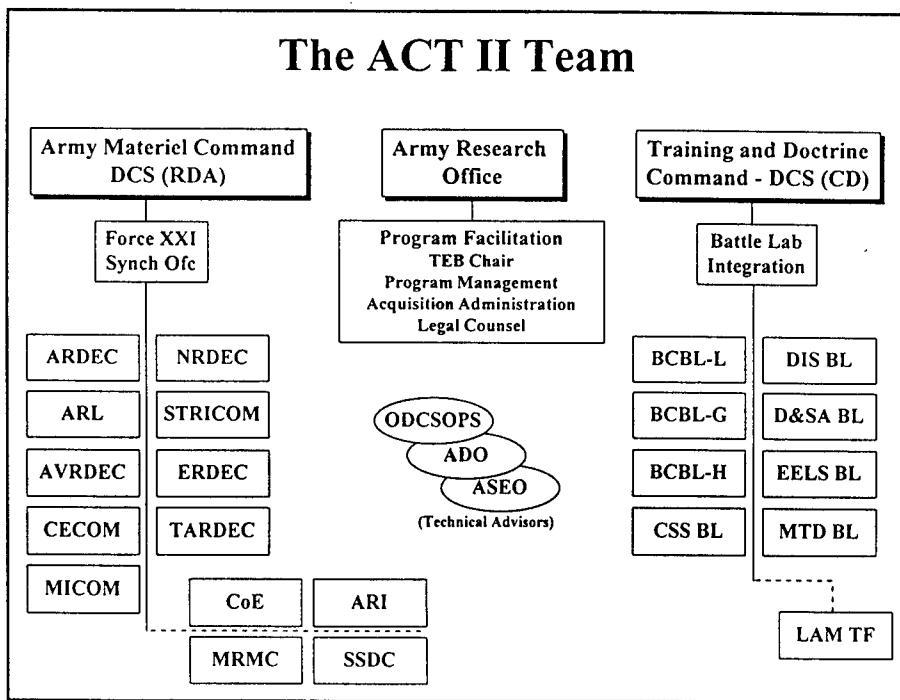 The ACT II Team
Army Materiel Command
DCS (RDA)
Force XXI
Synch Ofc
ARDEC
NRDEC
ARL
STRICOM
AVRDEC
ERDEC
CECOM
TARDEC
MICOM
CoE
ARI
MRMC
SSDC
Army Research
Office
Program Facilitation
TEB Chair
Program Management
Acquisition Administration
Legal Counsel
ODCSOPS
ADO
ASEO
(Technical Advisors)
Training and Doctrine
Command - DCS (CD)
Battle Lab
Integration
BCBL-L
DIS BL
BCBL-G
D&SA BL
BCBL-H
EELS BL
CSS BL
MTD BL
LAM TF